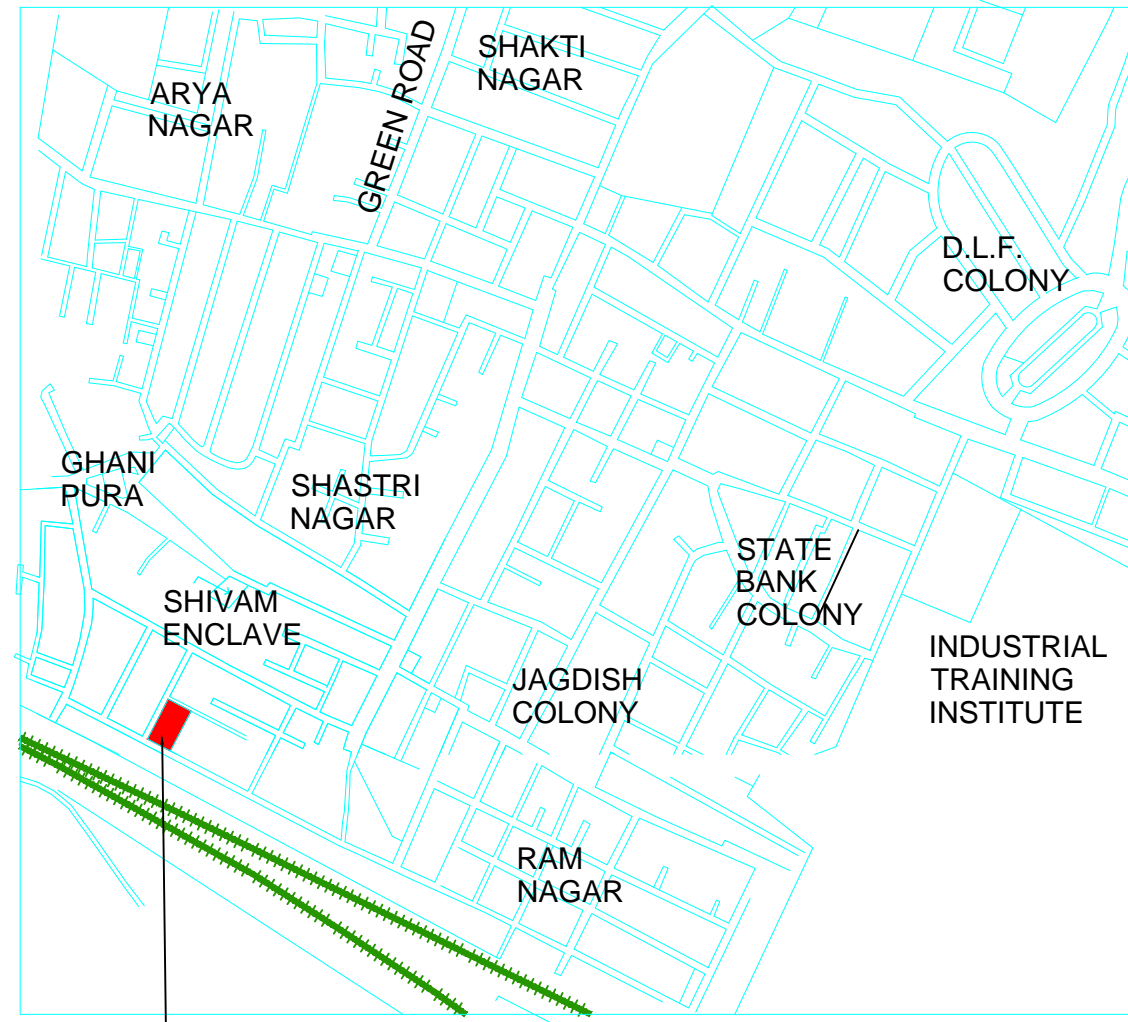 SHAKTI
NAGAR
ARYA
NAGAR
GREEN ROAD
D.L.F.
COLONY
GHANI
PURA
SHASTRI
NAGAR
STATE
BANK
COLONY
SHIVAM
ENCLAVE
INDUSTRIAL
TRAINING
INSTITUTE
JAGDISH
COLONY
RAM
NAGAR